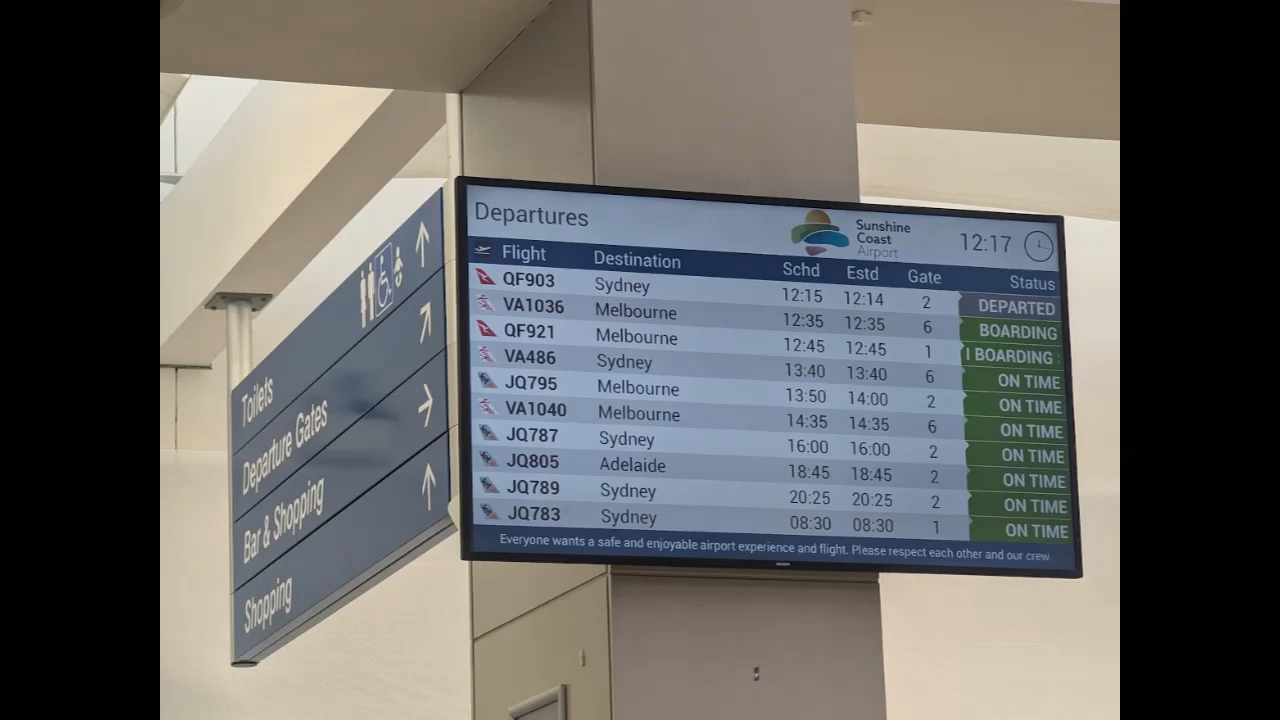 Toilets
Departure Gates
Bar & Shopping
Shopping
Departures
Sunshine
Coast
Airport
12:17
Flight Destination Schd Estd Gate Status
QF903 Sydney 12:15 12:14 2 DEPARTED
VA1036 Melbourne 12:35 12:35 6 BOARDING
QF921 Melbourne 12:45 12:45 1 I BOARDING :
VA486 Sydney 13:40 13:40 6 ON TIME
JQ795 Melbourne 13:50 14:00 2 ON TIME
VA1040 Melbourne 14:35 14:35 6 ON TIME
JQ787 Sydney 16:00 16:00 2 ON TIME
JQ805 Adelaide 18:45 18:45 2 ON TIME
JQ789 Sydney 20:25 20:25 2 ON TIME
JQ783 Sydney 08:30 08:30 1 ON TIME
Everyone wants a safe and enjoyable airport experience and flight. Please respect each other and our crew.